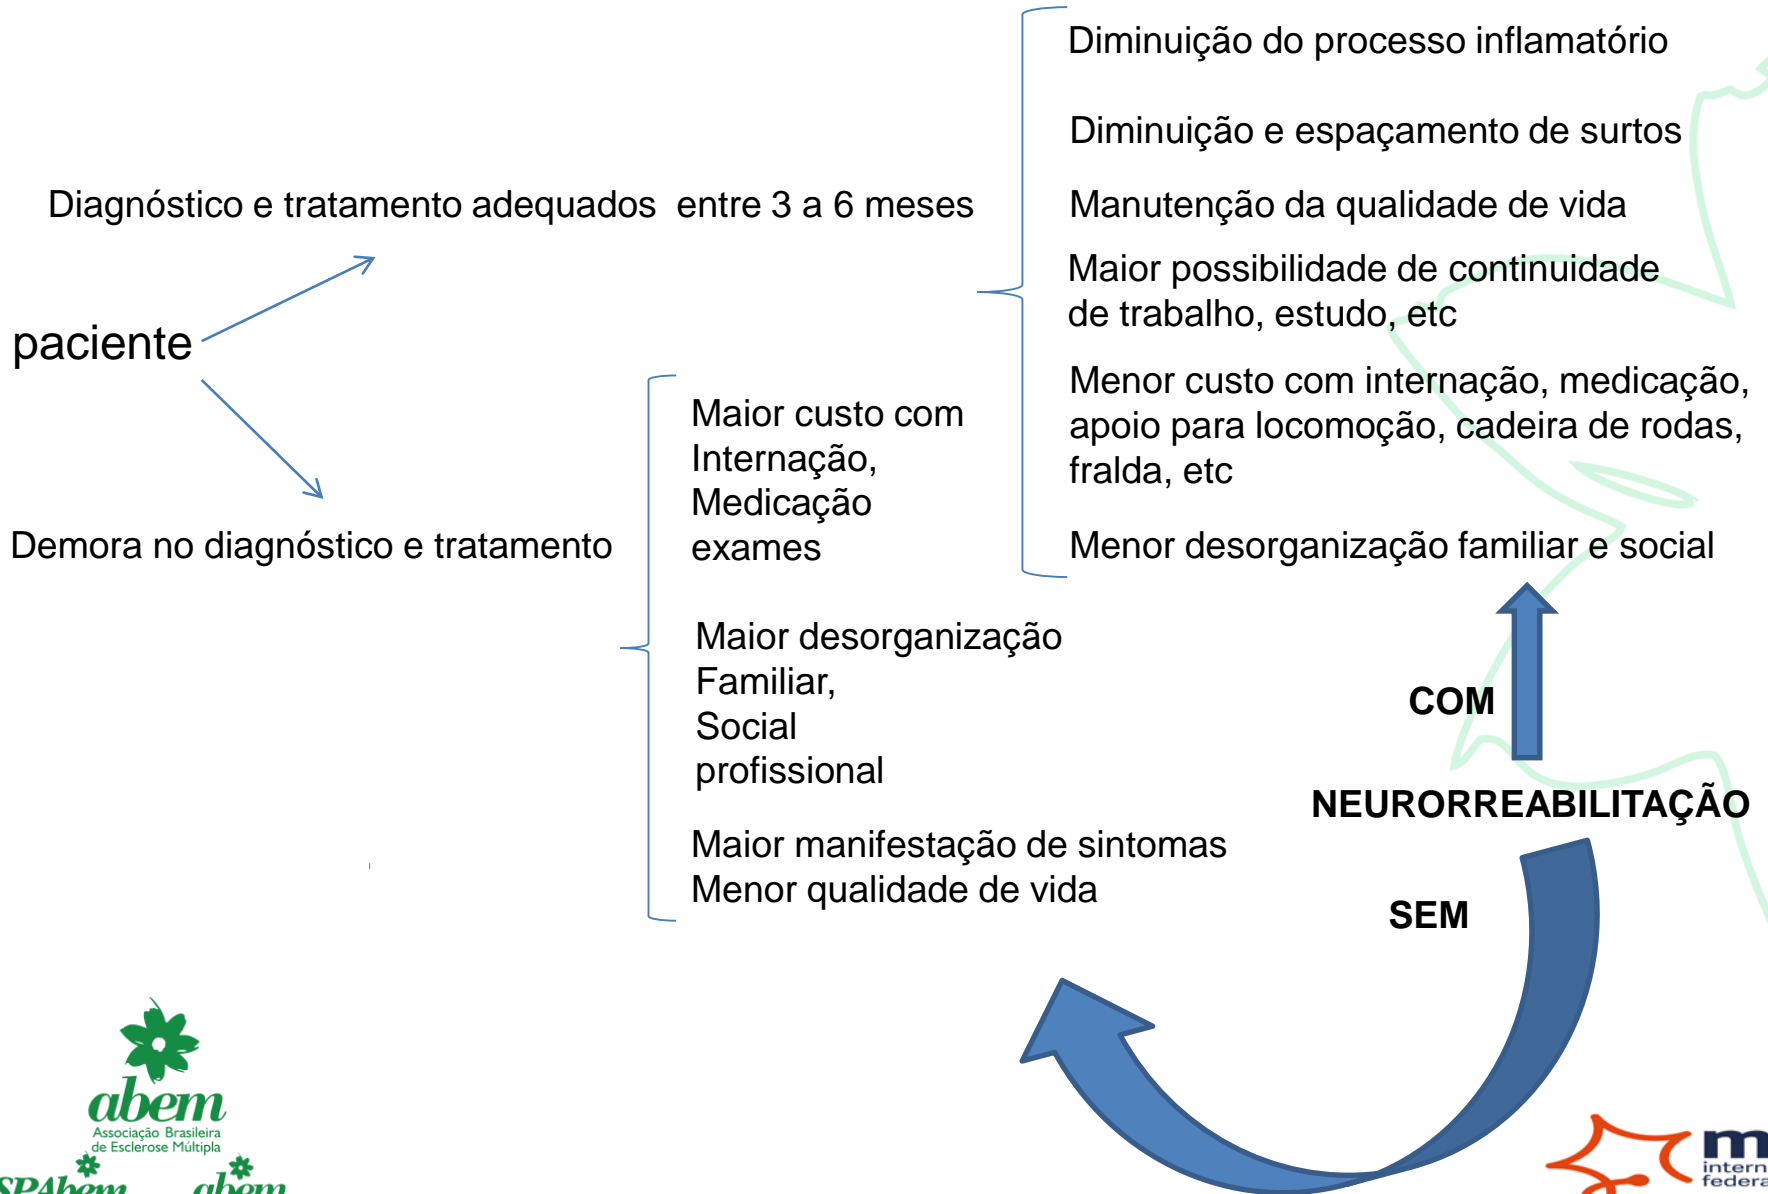 Diminuição do processo inflamatório
Diminuição e espaçamento de surtos
Diagnóstico e tratamento adequados  entre 3 a 6 meses
Manutenção da qualidade de vida
Maior possibilidade de continuidade
de trabalho, estudo, etc
paciente
Menor custo com internação, medicação,
apoio para locomoção, cadeira de rodas,
fralda, etc
Menor desorganização familiar e social
Demora no diagnóstico e tratamento
Maior custo com
Internação,
Medicação
exames
Maior desorganização
Familiar,
Social
profissional
Maior manifestação de sintomas
Menor qualidade de vida
COM
NEURORREABILITAÇÃO
SEM
abem
Associação Brasileira
de Esclerose Múltipla
SPAbem
abem
m
intern
federa